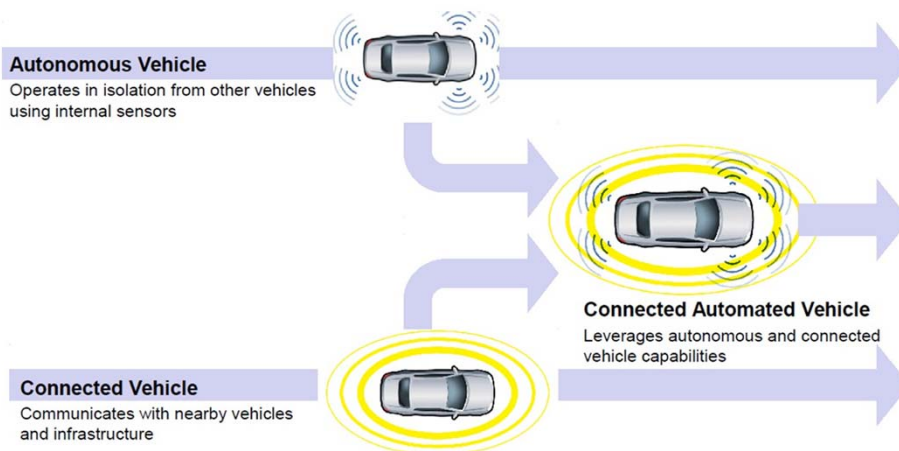 Autonomous Vehicle
Operates in isolation from other vehicles
using internal sensors
Connected Automated Vehicle
Leverages autonomous and connected
vehicle capabilities
Connected Vehicle
Communicates with nearby vehicles
and infrastructure